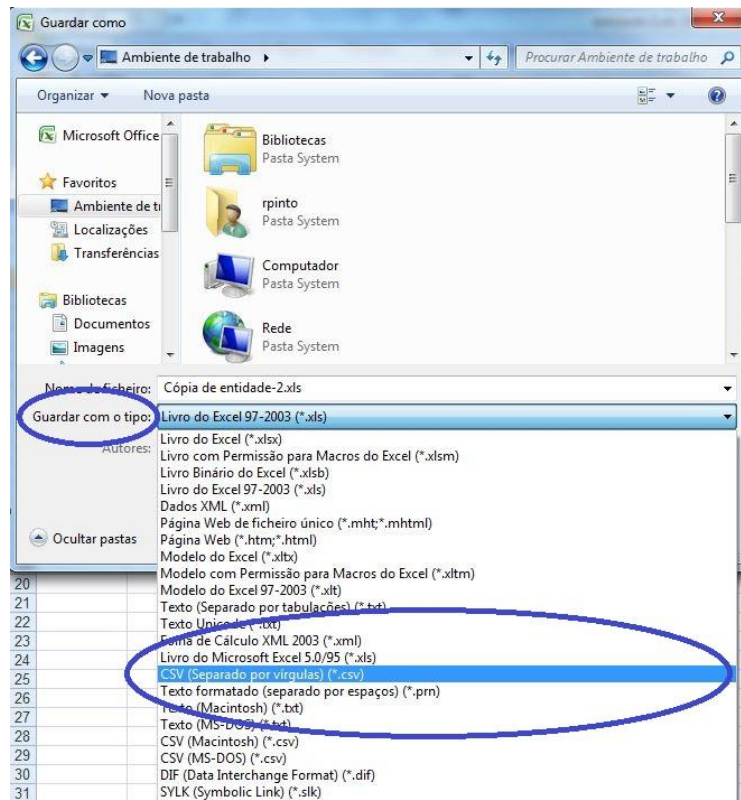 Guardar como
Ambiente de trabalho
Procurar Ambiente de trabalho
Organizar
Nova pasta
Microsoft Office
Favoritos
Ambiente de tr
Localizações
Transferências
Bibliotecas
Documentos
Imagens
Bibliotecas
Pasta System
rpinto
Pasta System
Computador
Pasta System
Rede
Pasta System
Nome de ficheiro: Cópia de entidade-2.xls
Guardar com o tipo: Livro do Excel 97-2003 (*.xls)
Autores:
Livro do Excel (*.xlsx)
Livro com Permissão para Macros do Excel (*.xlsm)
Livro Binário do Excel (*.xlsb)
Livro do Excel 97-2003 (*.xls)
Dados XML (*.xml)
Página Web de ficheiro único (*.mht;*.mhtml)
Página Web (*.htm;*.html)
Modelo do Excel (*.xltx)
Modelo com Permissão para Macros do Excel (*.xltm)
Modelo do Excel 97-2003 (*.xlt)
Texto (Separado por tabulações) (*.txt)
Texto Unicode (*.txt)
Folha de Cálculo XML 2003 (*.xml)
Livro do Microsoft Excel 5.0/95 (*.xls)
CSV (Separado por vírgulas) (*.csv)
Texto formatado (separado por espaços) (*.prn)
Texto (Macintosh) (*.txt)
Texto (MS-DOS) (*.txt)
CSV (Macintosh) (*.csv)
CSV (MS-DOS) (*.csv)
DIF (Data Interchange Format) (*.dif)
SYLK (Symbolic Link) (*.slk)
Ocultar pastas
20
21
22
23
24
25
26
27
28
29
30
31